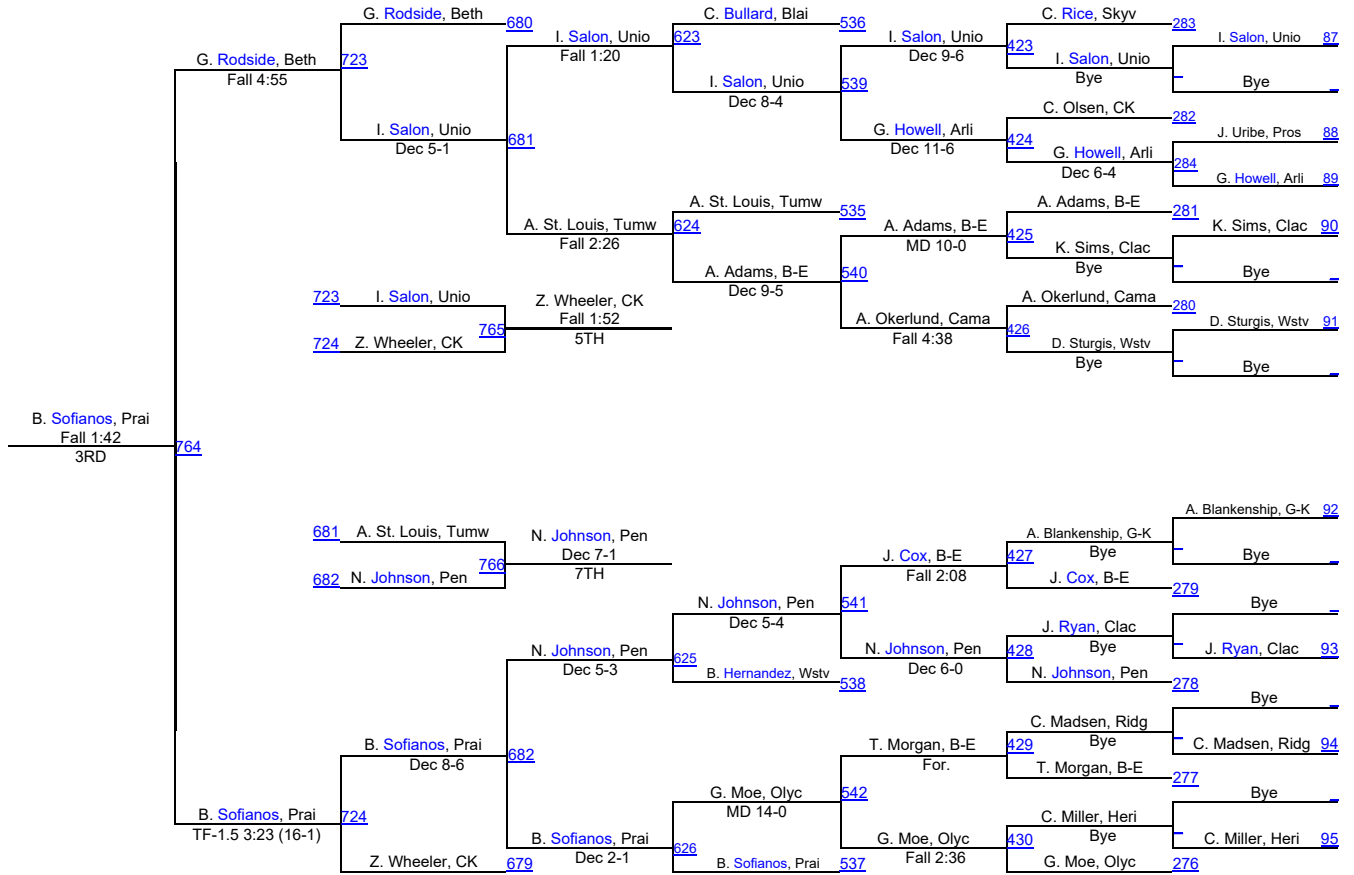 G. Rodside, Beth
680
C. Bullard, Blai
536
C. Rice, Skyv
283
I. Salon, Unio
623
I. Salon, Unio
I. Salon, Unio 87
Fall 1:20
Dec 9-6
423
G. Rodside, Beth
723
I. Salon, Unio
Bye
Fall 4:55
I. Salon, Unio
539
Bye
Dec 8-4
C. Olsen, CK
282
I. Salon, Unio
681
G. Howell, Arli
424
J. Uribe, Pros 88
Dec 5-1
Dec 11-6
G. Howell, Arli
284
Dec 6-4
G. Howell, Arli 89
A. St. Louis, Tumw
535
A. Adams, B-E
281
A. St. Louis, Tumw
624
A. Adams, B-E
425
K. Sims, Clac 90
Fall 2:26
MD 10-0
K. Sims, Clac
Bye
A. Adams, B-E
540
Bye
Dec 9-5
723 I. Salon, Unio
Z. Wheeler, CK
A. Okerlund, Cama
280
765
Fall 1:52
A. Okerlund, Cama
426
D. Sturgis, Wstv 91
724 Z. Wheeler, CK
5TH
Fall 4:38
D. Sturgis, Wstv
Bye
Bye
B. Sofianos, Prai
Fall 1:42
764
3RD
A. Blankenship, G-K 92
681 A. St. Louis, Tumw
N. Johnson, Pen
A. Blankenship, G-K
Dec 7-1
J. Cox, B-E
427
Bye
Bye
766
7TH
Fall 2:08
682 N. Johnson, Pen
J. Cox, B-E
279
N. Johnson, Pen
541
Bye
Dec 5-4
J. Ryan, Clac
N. Johnson, Pen
N. Johnson, Pen
428
Bye
J. Ryan, Clac 93
Dec 5-3
625
Dec 6-0
B. Hernandez, Wstv
538
N. Johnson, Pen
278
Bye
C. Madsen, Ridg
B. Sofianos, Prai
682
T. Morgan, B-E
429
Bye
C. Madsen, Ridg 94
Dec 8-6
For.
T. Morgan, B-E
277
G. Moe, Olyc
542
Bye
MD 14-0
B. Sofianos, Prai
724
C. Miller, Heri
TF-1.5 3:23 (16-1)
B. Sofianos, Prai
626
G. Moe, Olyc
430
Bye
C. Miller, Heri 95
Dec 2-1
Fall 2:36
Z. Wheeler, CK
679
B. Sofianos, Prai
537
G. Moe, Olyc
276